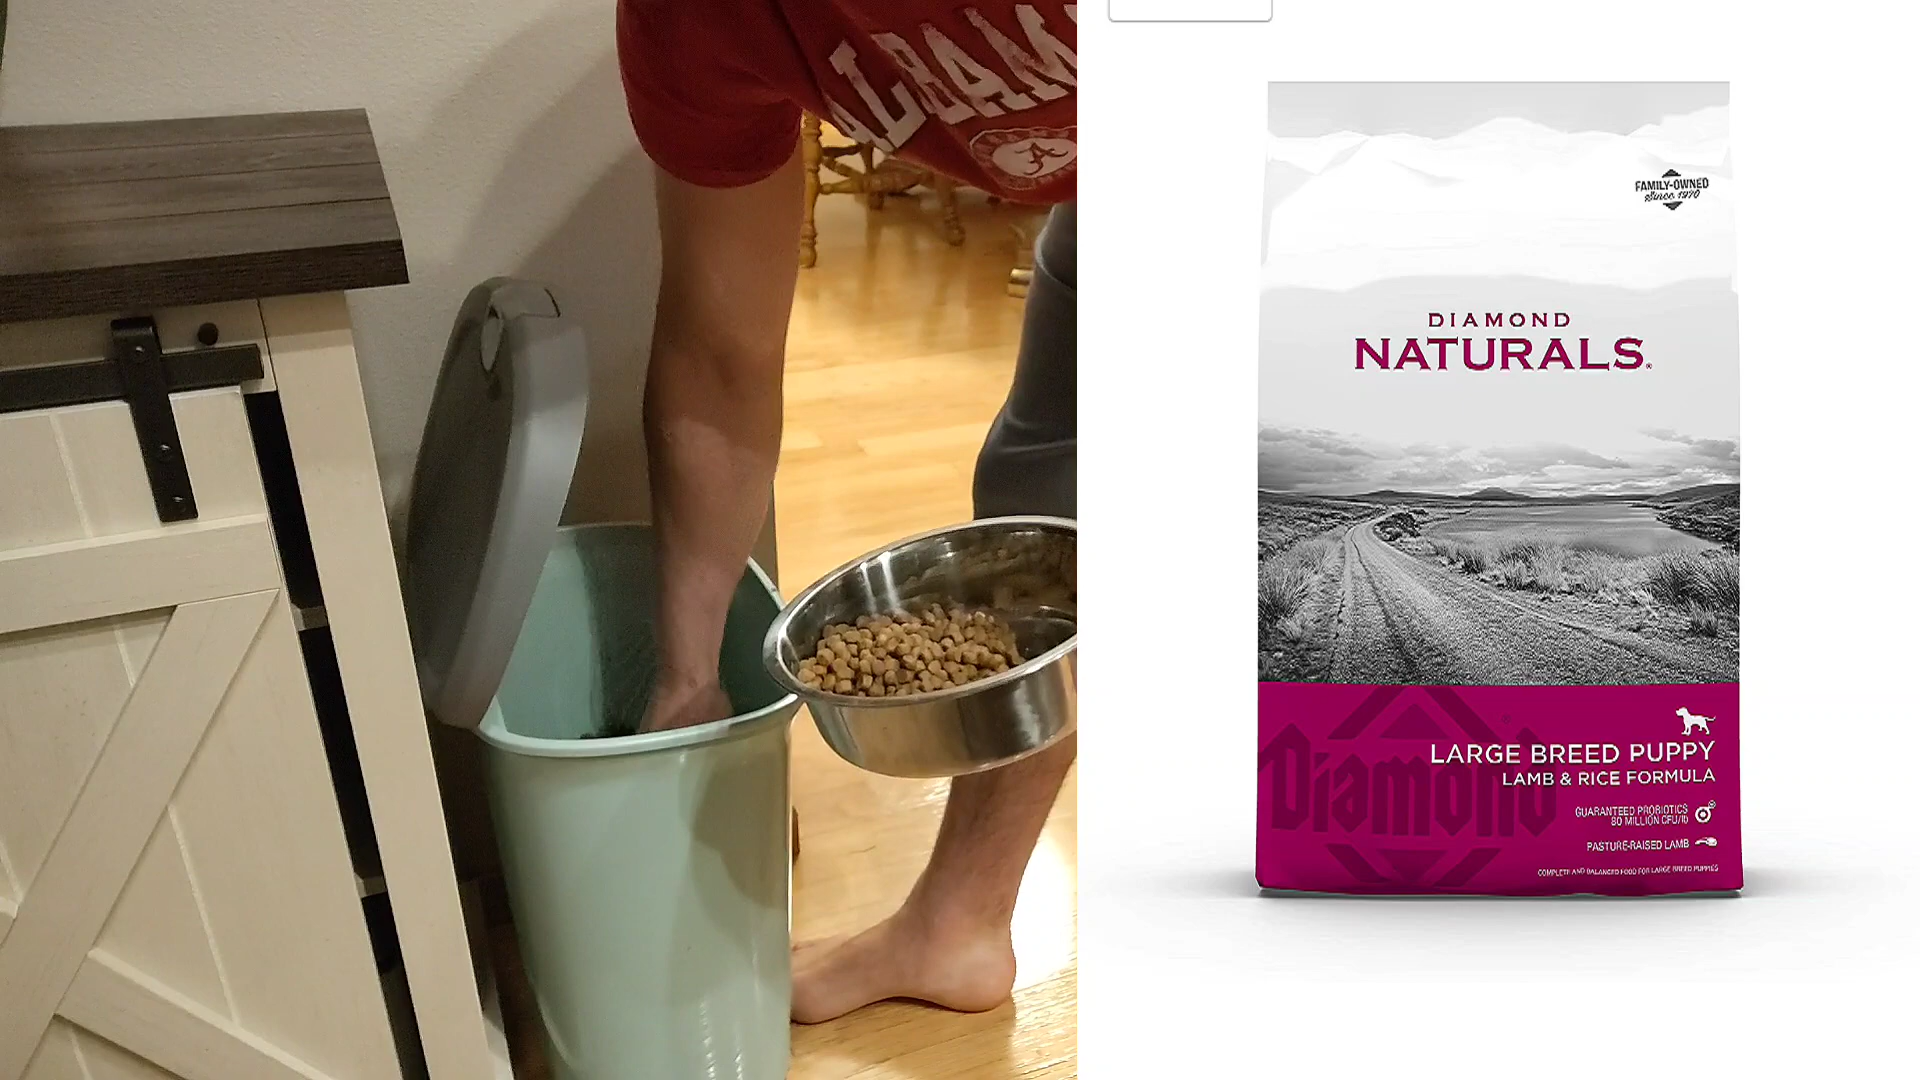 ALBAM
A
FAMILY-OWNED
Since 1970
DIAMOND
NATURALS®
Diamond®
LARGE BREED PUPPY
LAMB & RICE FORMULA
GUARANTEED PROBIOTICS
80 MILLION CFU/lb
PASTURE-RAISED LAMB
COMPLETE AND BALANCED FOOD FOR LARGE BREED PUPPIES